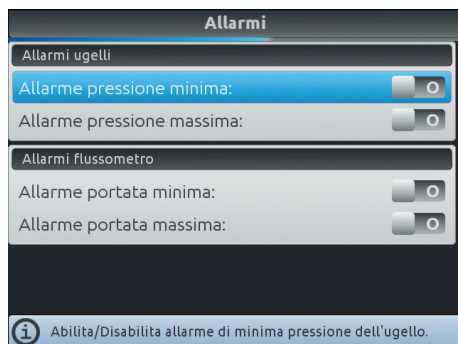 Allarmi
Allarmi ugelli
Allarme pressione minima: O
Allarme pressione massima: O
Allarmi flussometro
Allarme portata minima: O
Allarme portata massima: O
i Abilita/Disabilita allarme di minima pressione dell'ugello.